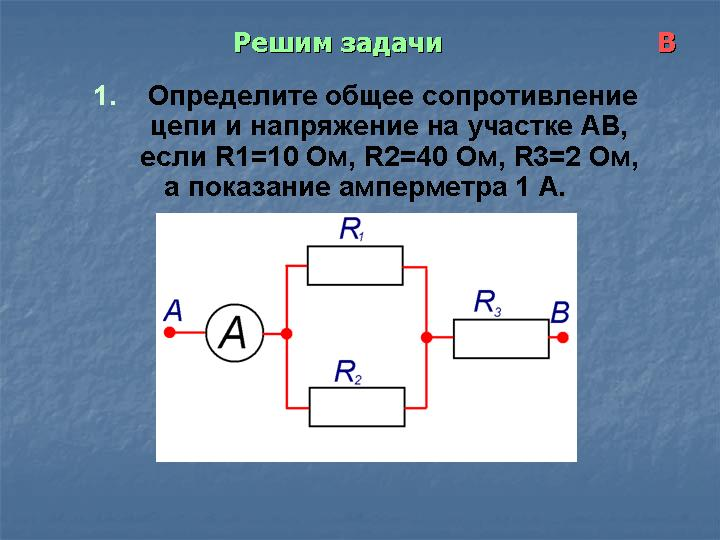 Решим задачи В
1. Определите общее сопротивление
цепи и напряжение на участке АВ,
если R1=10 Ом, R2=40 Ом, R3=2 Ом,
а показание амперметра 1 А.
R1
A
A
R3
B
R2